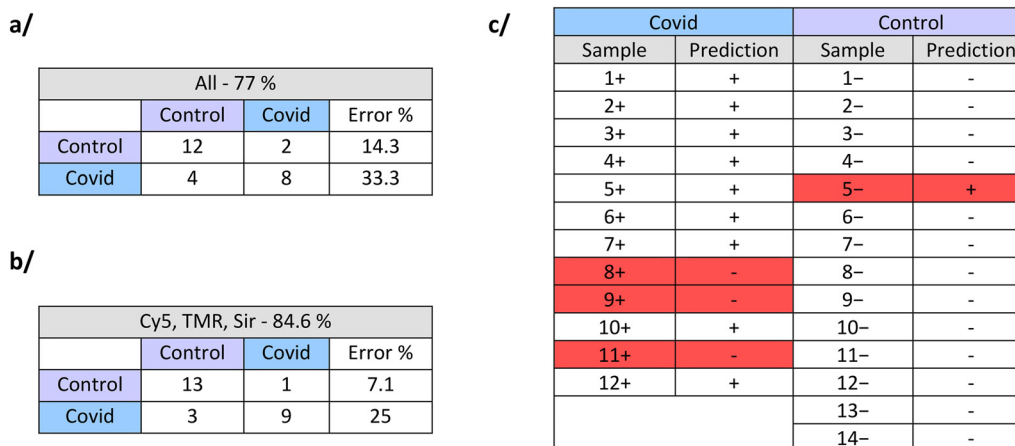 a/
All - 77 %
Control Covid Error %
Control 12 2 14.3
Covid 4 8 33.3
b/
Cy5, TMR, Sir - 84.6 %
Control Covid Error %
Control 13 1 7.1
Covid 3 9 25
c/
Covid Control
Sample Prediction Sample Prediction
1+ + 1− -
2+ + 2− -
3+ + 3− -
4+ + 4− -
5+ + 5− +
6+ + 6− -
7+ + 7− -
8+ - 8− -
9+ - 9− -
10+ + 10− -
11+ - 11− -
12+ + 12− -
13− -
14− -